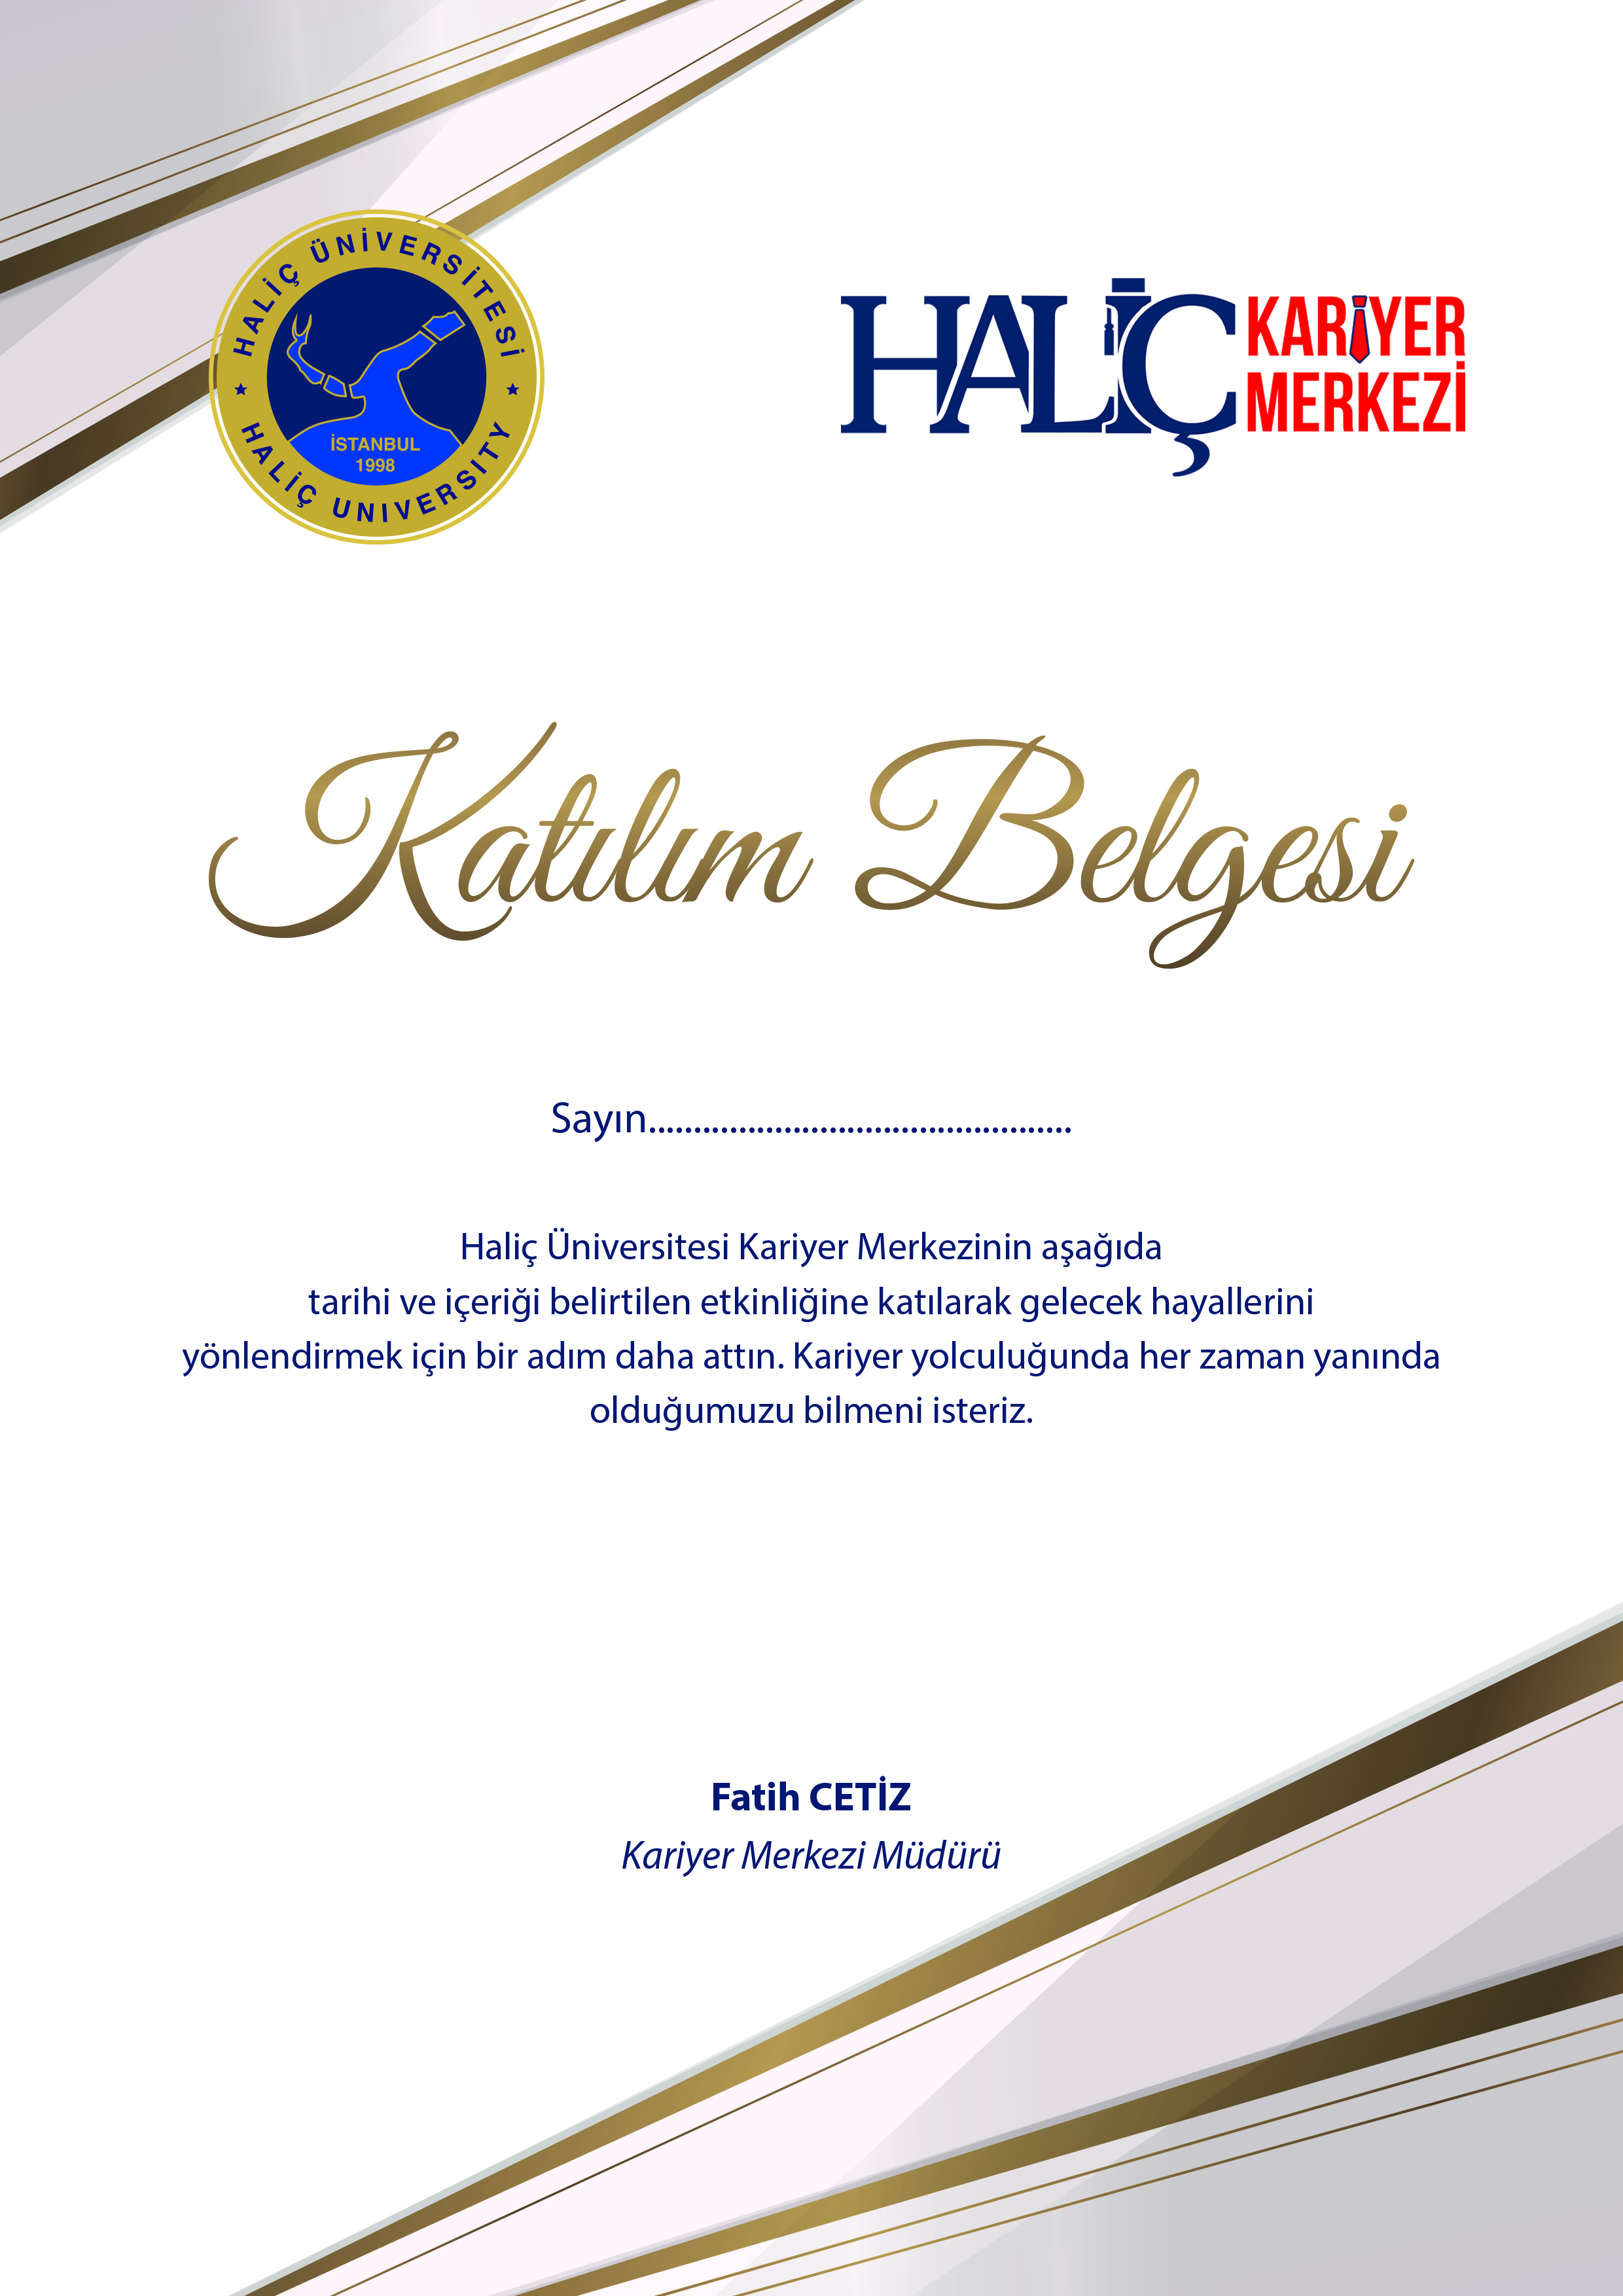 HALİÇ ÜNİVERSİTESİ
İSTANBUL
1998
HALİÇ UNIVERSITY
HALİÇ
KARİYER
MERKEZİ
Katılım Belgesi
Sayın...............................................
Haliç Üniversitesi Kariyer Merkezinin aşağıda
tarihi ve içeriği belirtilen etkinliğine katılarak gelecek hayallerini
yönlendirmek için bir adım daha attın. Kariyer yolculuğunda her zaman yanında
olduğumuzu bilmeni isteriz.
Fatih CETİZ
Kariyer Merkezi Müdürü